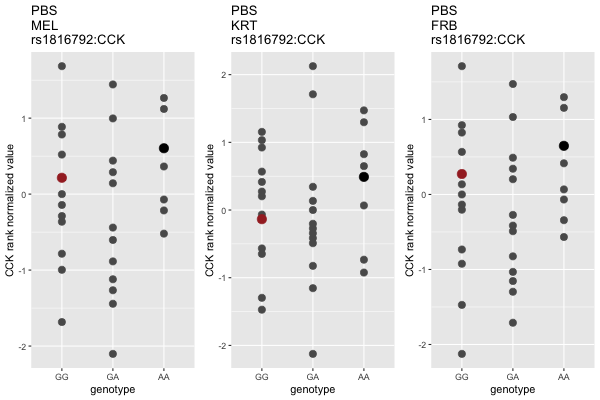 PBS
MEL
rs1816792:CCK
CCK rank normalized value
1
0
-1
-2
GG
GA
AA
genotype
PBS
KRT
rs1816792:CCK
CCK rank normalized value
2
1
0
-1
-2
GG
GA
AA
genotype
PBS
FRB
rs1816792:CCK
CCK rank normalized value
1
0
-1
-2
GG
GA
AA
genotype